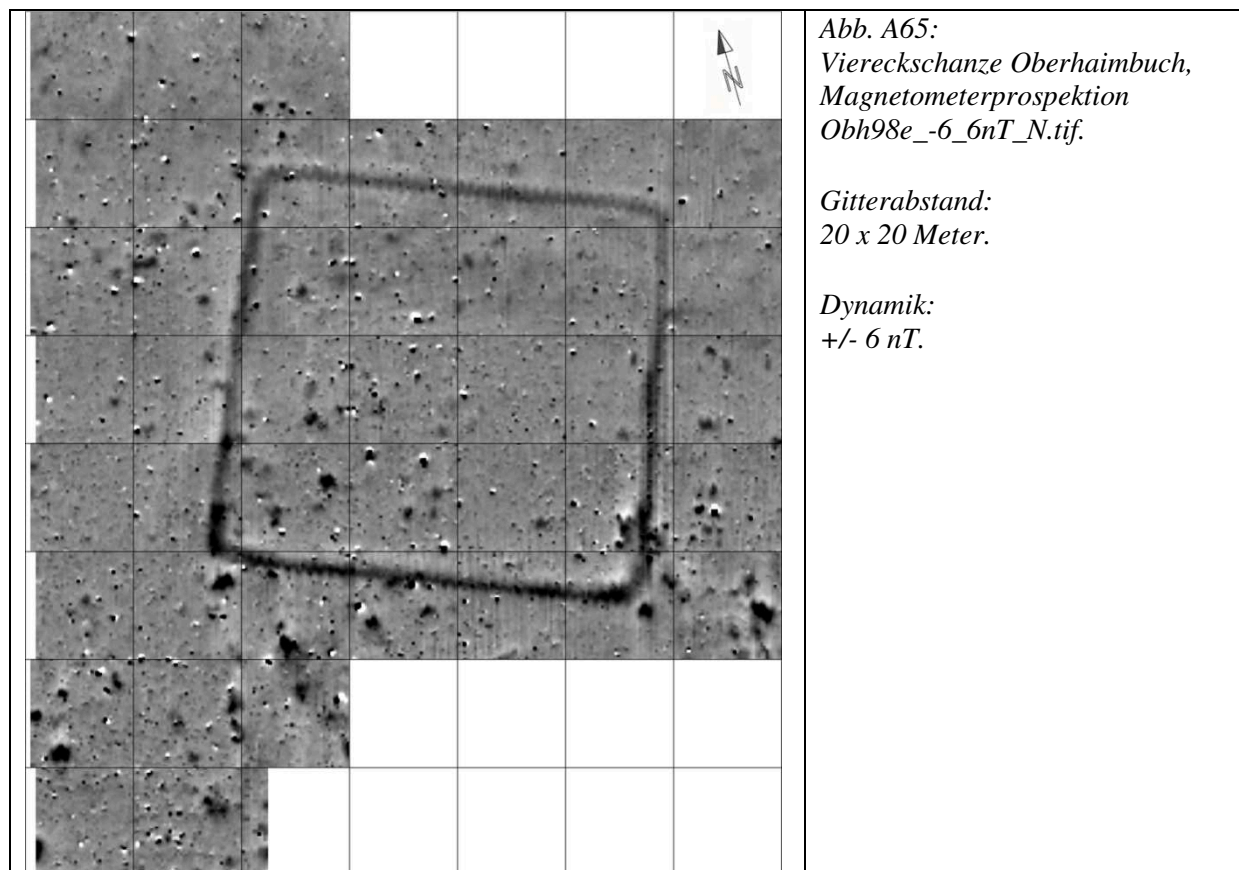 N
Abb. A65:
Viereckschanze Oberhaimbuch,
Magnetometerprospektion
Obh98e_-6_6nT_N.tif.
Gitterabstand:
20 x 20 Meter.
Dynamik:
+/- 6 nT.